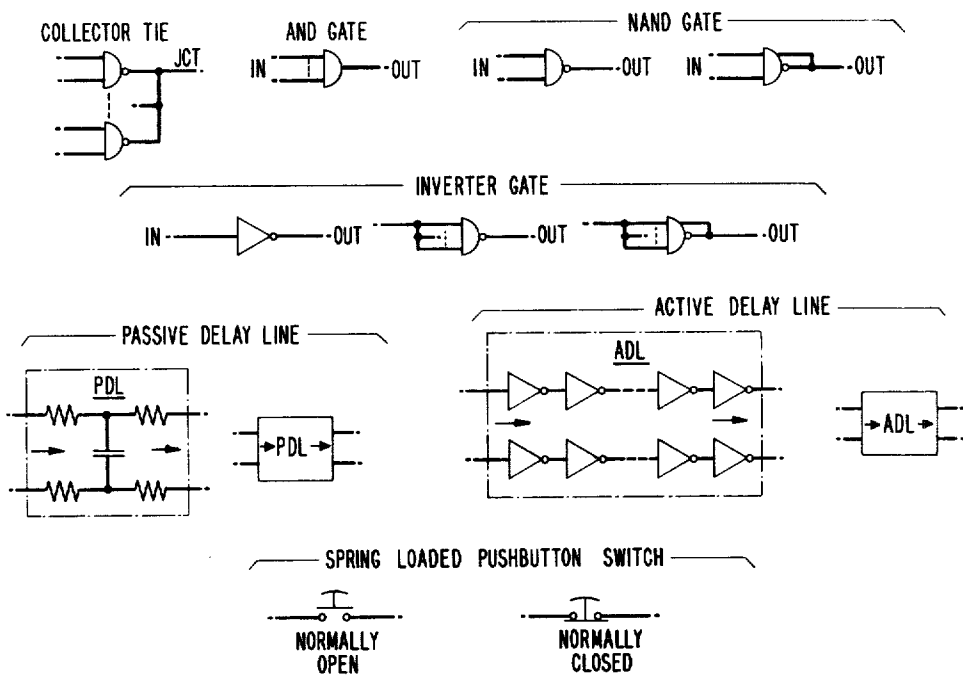 COLLECTOR TIE
JCT
AND GATE
IN
OUT
NAND GATE
IN
OUT
IN
OUT
INVERTER GATE
IN
OUT
OUT
OUT
PASSIVE DELAY LINE
PDL
PDL
ACTIVE DELAY LINE
ADL
ADL
SPRING LOADED PUSHBUTTON SWITCH
NORMALLY
OPEN
NORMALLY
CLOSED